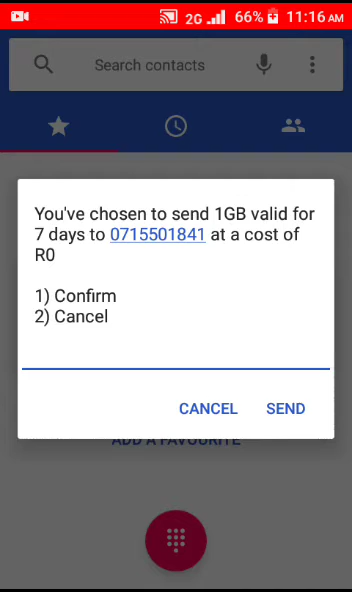 2G 66% 11:16 AM
Search contacts
You've chosen to send 1GB valid for
7 days to 0715501841 at a cost of
R0
1) Confirm
2) Cancel
CANCEL SEND
ADD A FAVOURITE